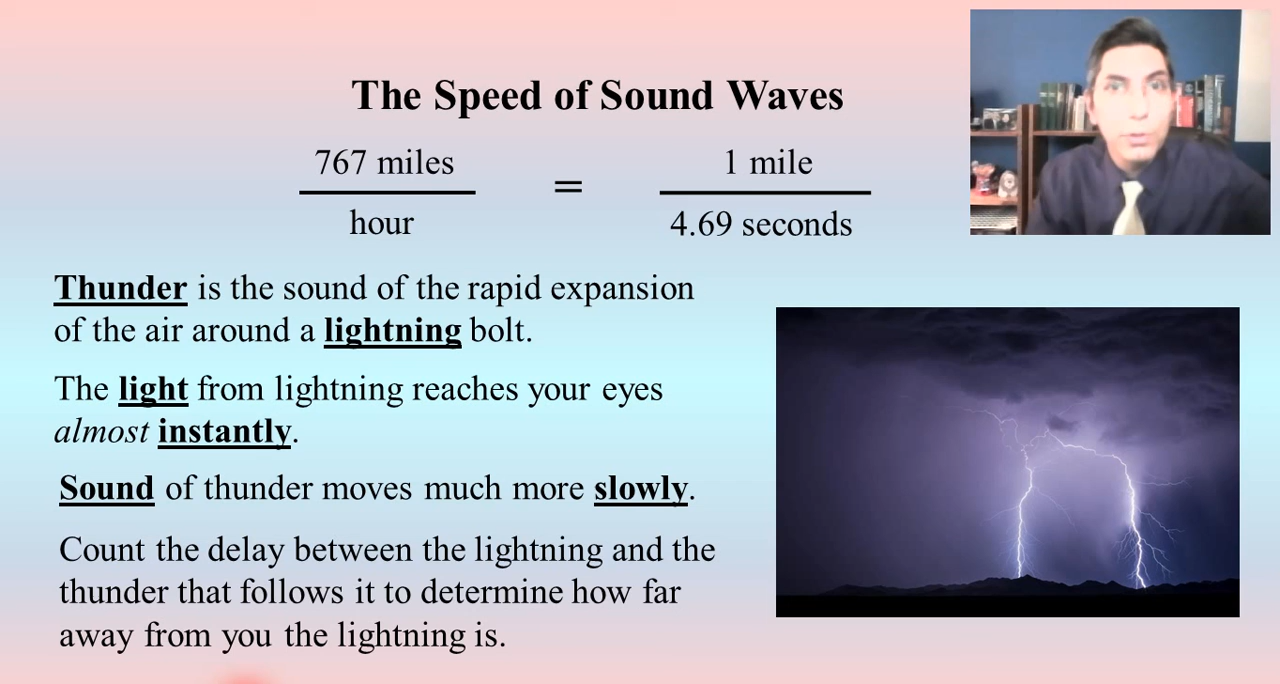 The Speed of Sound Waves
767 miles
hour
=
1 mile
4.69 seconds
Thunder is the sound of the rapid expansion
of the air around a lightning bolt.
The light from lightning reaches your eyes
almost instantly.
Sound of thunder moves much more slowly.
Count the delay between the lightning and the
thunder that follows it to determine how far
away from you the lightning is.